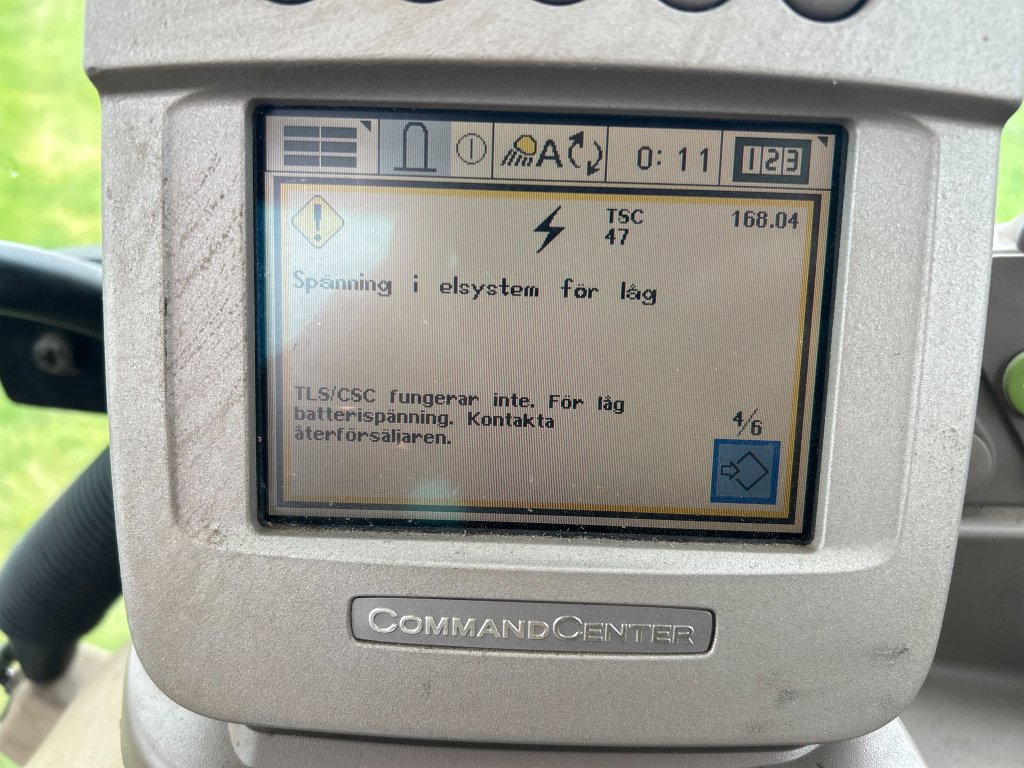 A 0:11 123
TSC 168.04
47
Spänning i elsystem för låg
TLS/CSC fungerar inte. För låg
batterispänning. Kontakta
återförsäljaren.
4/6
COMMANDCENTER